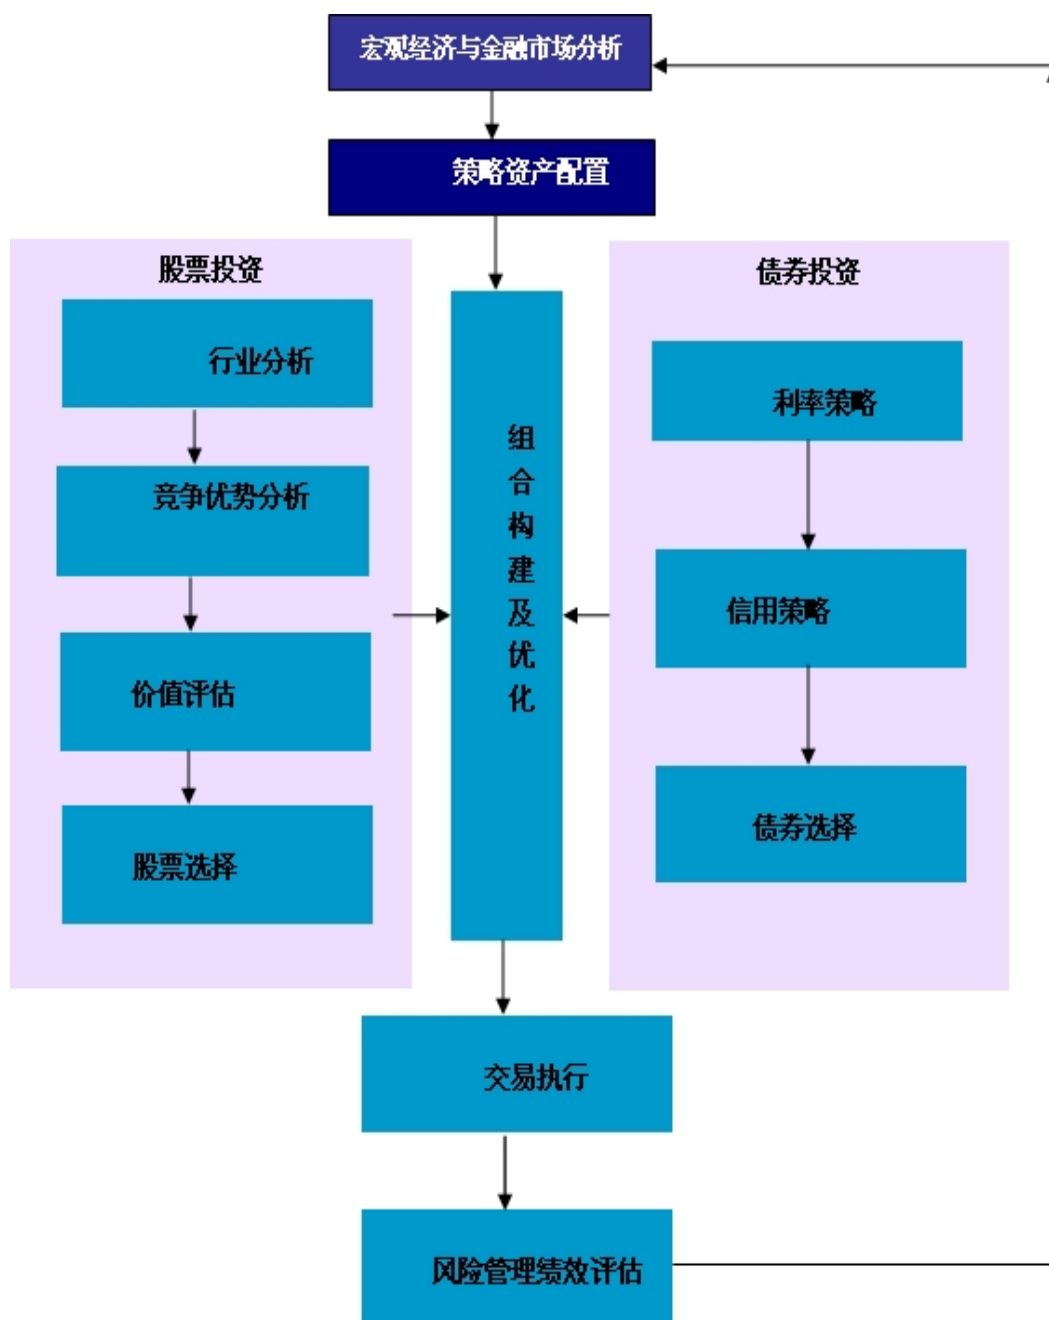 宏观经济与金融市场分析
策略资产配置
股票投资
行业分析
竞争优势分析
价值评估
股票选择
组
合
构
建
及
优
化
债券投资
利率策略
信用策略
债券选择
交易执行
风险管理绩效评估